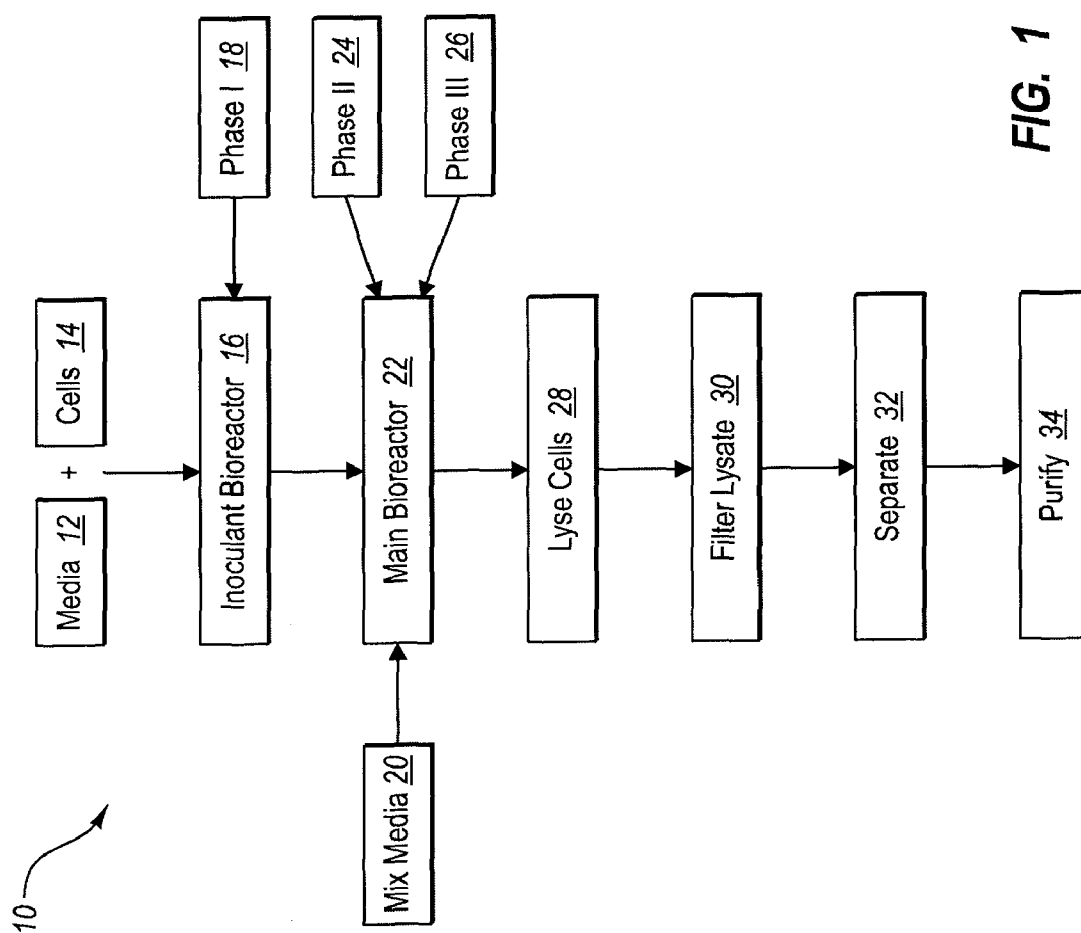 10
Media 12 + Cells 14
Inoculant Bioreactor 16
Phase I 18
Mix Media 20
Main Bioreactor 22
Phase II 24
Phase III 26
Lyse Cells 28
Filter Lysate 30
Separate 32
Purify 34
FIG. 1